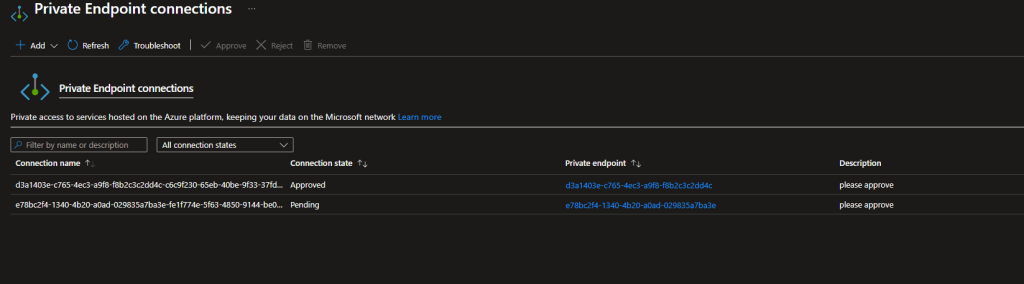 Private Endpoint connections ...
Add Refresh Troubleshoot Approve Reject Remove
Private Endpoint connections
Private access to services hosted on the Azure platform, keeping your data on the Microsoft network Learn more
Filter by name or description All connection states
Connection name Connection state Private endpoint Description
d3a1403e-c765-4ec3-a9f8-f8b2c3c2dd4c-c6c9f230-65eb-40be-9f33-37fd... Approved d3a1403e-c765-4ec3-a9f8-f8b2c3c2dd4c please approve
e78bc2f4-1340-4b20-a0ad-029835a7ba3e-fe1f774e-5f63-4850-9144-be0... Pending e78bc2f4-1340-4b20-a0ad-029835a7ba3e please approve